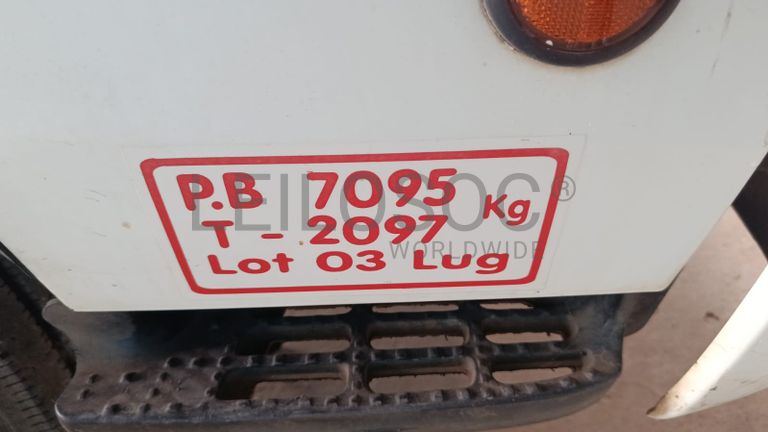 P.B 7095 Kg
T - 2097
Lot 03 Lug
LEILOSOC®
WORLDWIDE